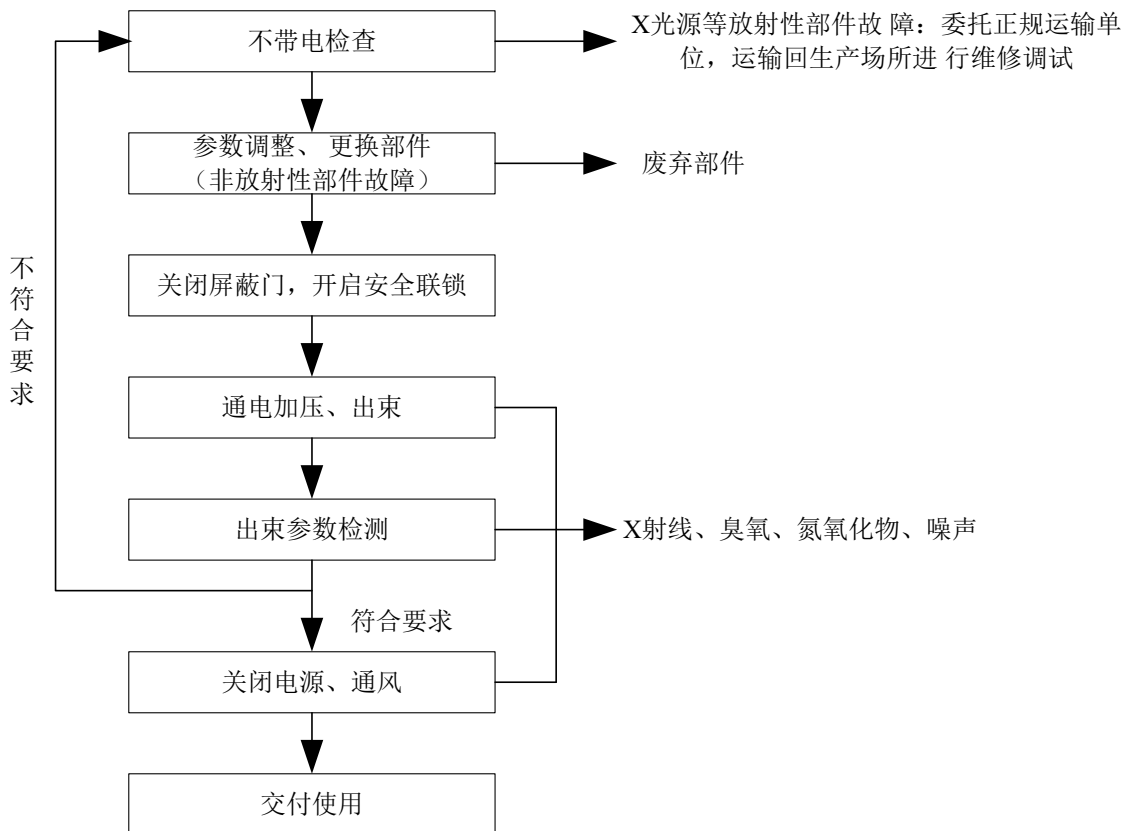 不带电检查
X光源等放射性部件故 障：委托正规运输单
位，运输回生产场所进 行维修调试
参数调整、 更换部件
（非放射性部件故障）
废弃部件
关闭屏蔽门，开启安全联锁
不
符
合
要
求
通电加压、出束
出束参数检测
X射线、臭氧、氮氧化物、噪声
符合要求
关闭电源、通风
交付使用